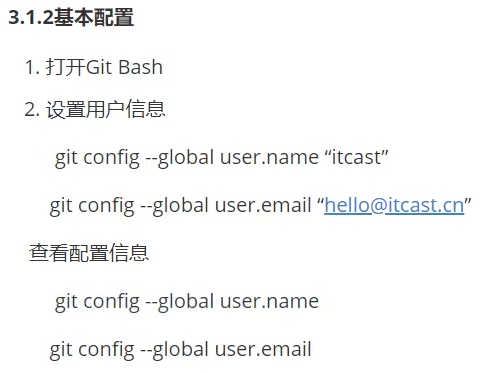 3.1.2基本配置
1. 打开Git Bash
2. 设置用户信息
git config --global user.name “itcast”
git config --global user.email “hello@itcast.cn”
查看配置信息
git config --global user.name
git config --global user.email